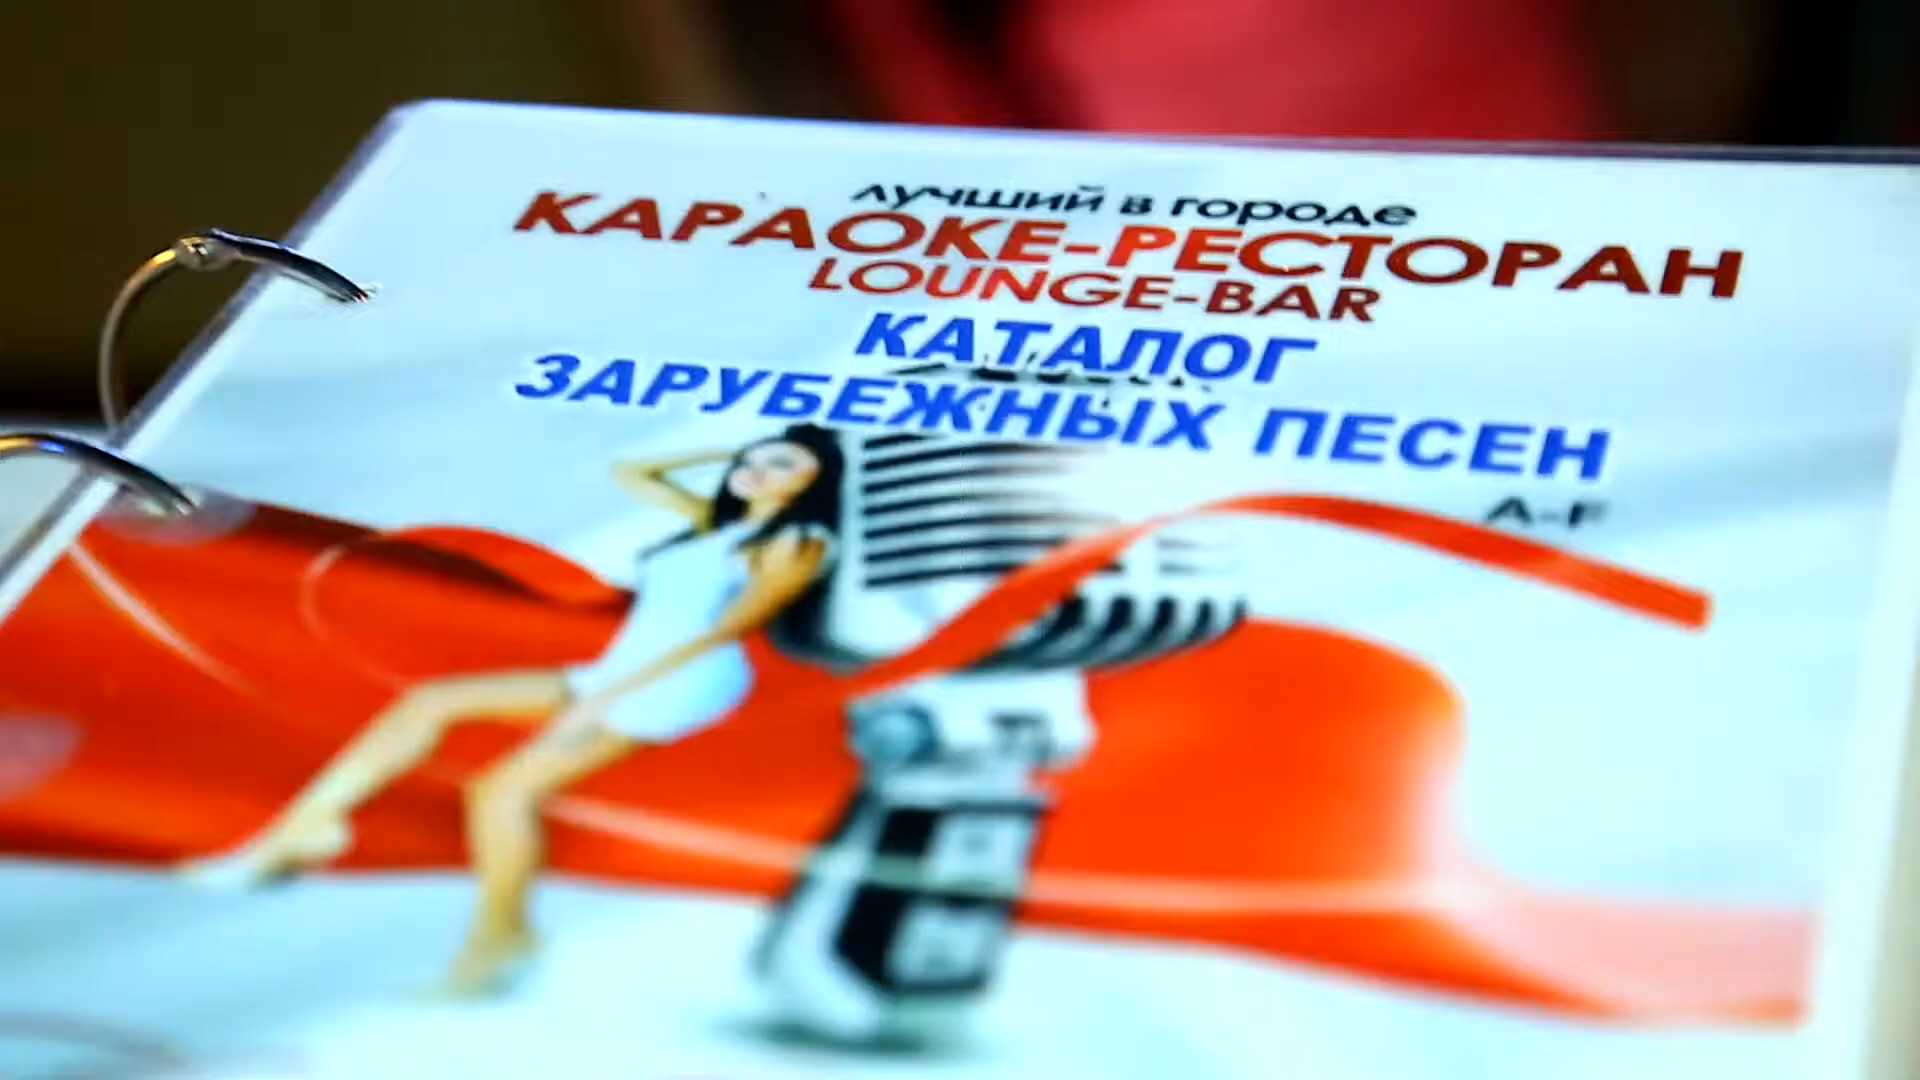 лучший в городе
КАРАОКЕ-РЕСТОРАН
LOUNGE-BAR
КАТАЛОГ
ЗАРУБЕЖНЫХ ПЕСЕН
A-F